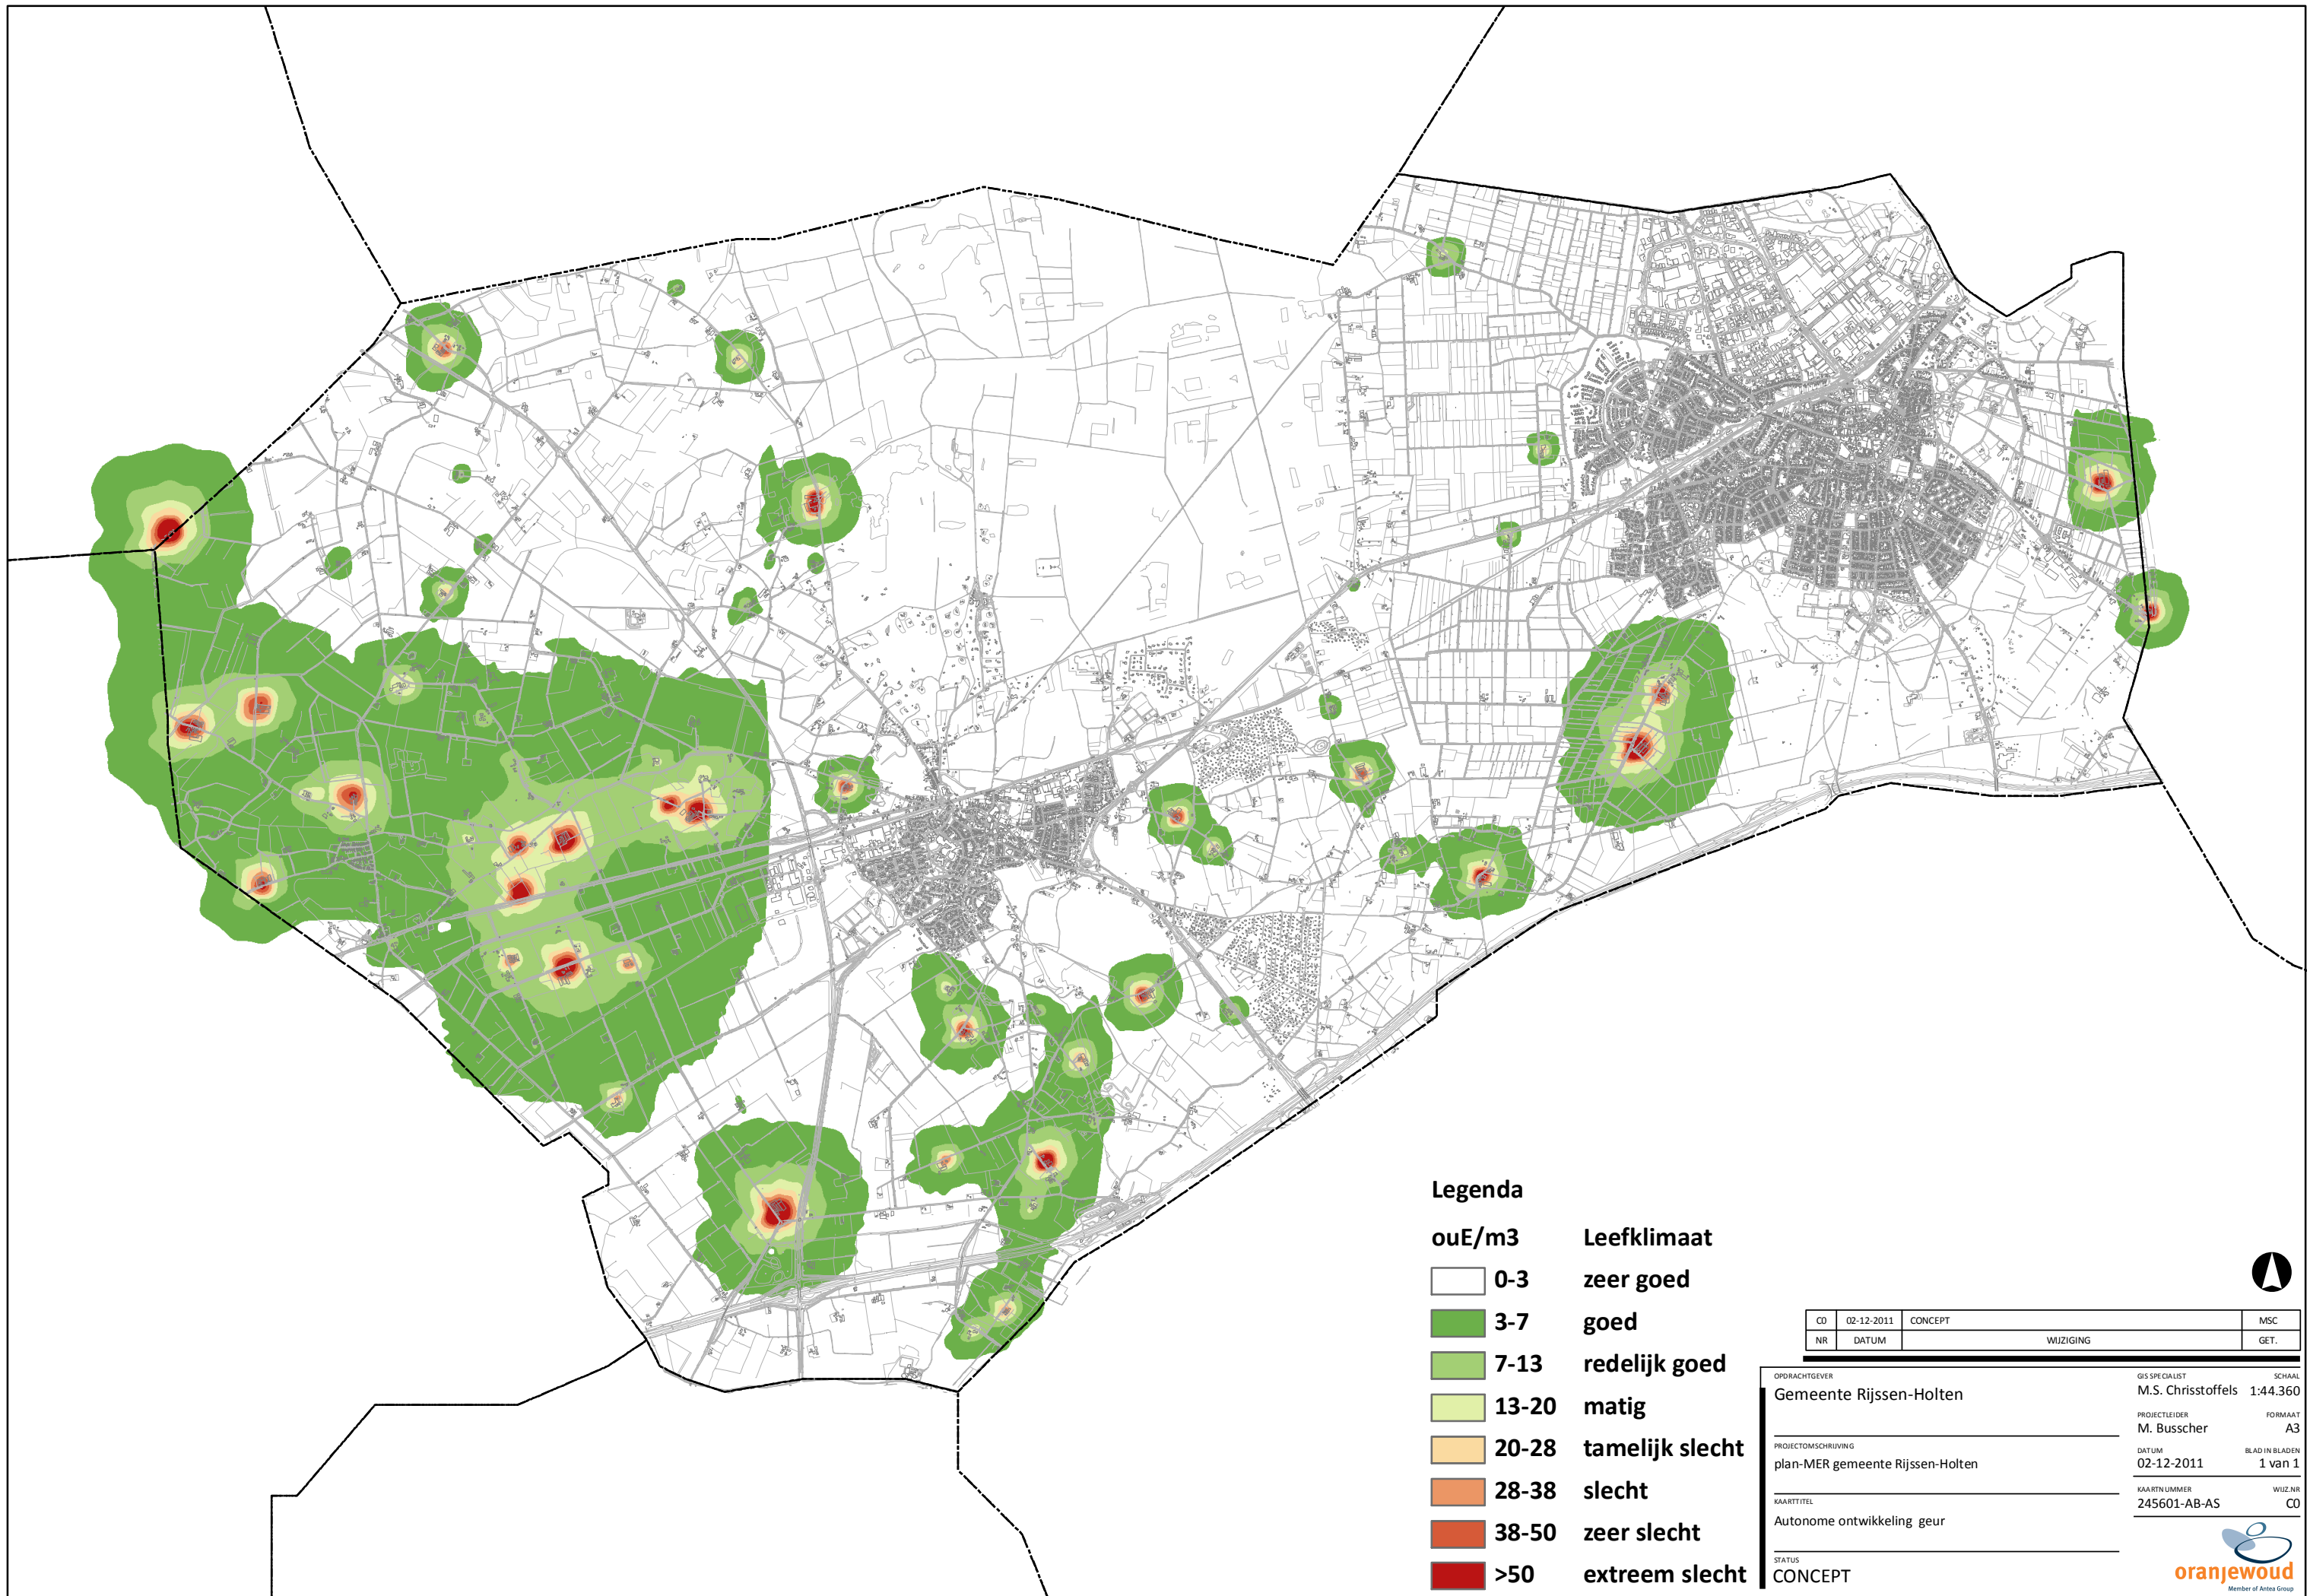 Legenda
ouE/m3 Leefklimaat
0-3 zeer goed
3-7 goed
7-13 redelijk goed
13-20 matig
20-28 tamelijk slecht
28-38 slecht
38-50 zeer slecht
>50 extreem slecht
C0 02-12-2011 CONCEPT MSC
NR DATUM WIJZIGING GET.
OPDRACHTGEVER
Gemeente Rijssen-Holten
PROJECTOMSCHRIJVING
plan-MER gemeente Rijssen-Holten
KAARTTITEL
Autonome ontwikkeling geur
STATUS
CONCEPT
GIS SPECIALIST SCHAAL
M.S. Chrisstoffels 1:44.360
PROJECTLEIDER FORMAAT
M. Busscher A3
DATUM BLAD IN BLADEN
02-12-2011 1 van 1
KAARTNUMMER WIJZ.NR
245601-AB-AS C0
oranjewoud
Member of Antea Group